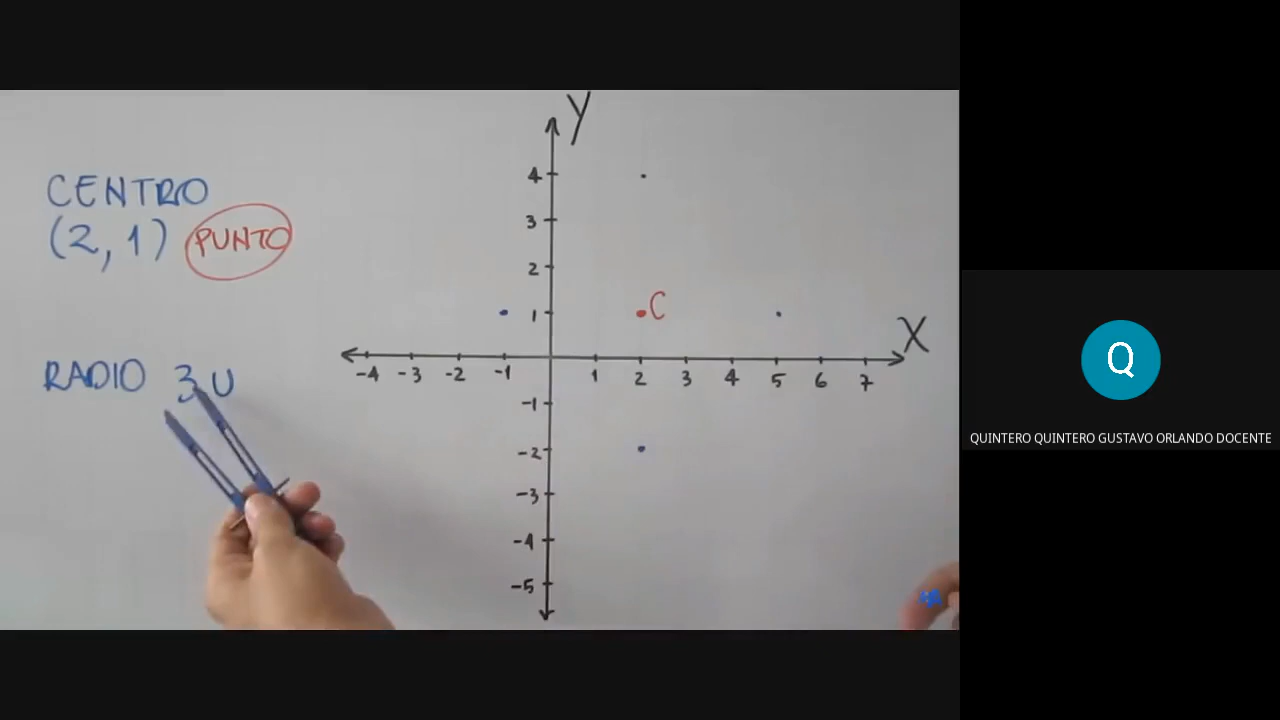 CENTRO
(2, 1) PUNTO
RADIO 3 U
Y
4
3
2
1
C
X
-4 -3 -2 -1 1 2 3 4 5 6 7
-1
-2
-3
-4
-5
Q
QUINTERO QUINTERO GUSTAVO ORLANDO DOCENTE